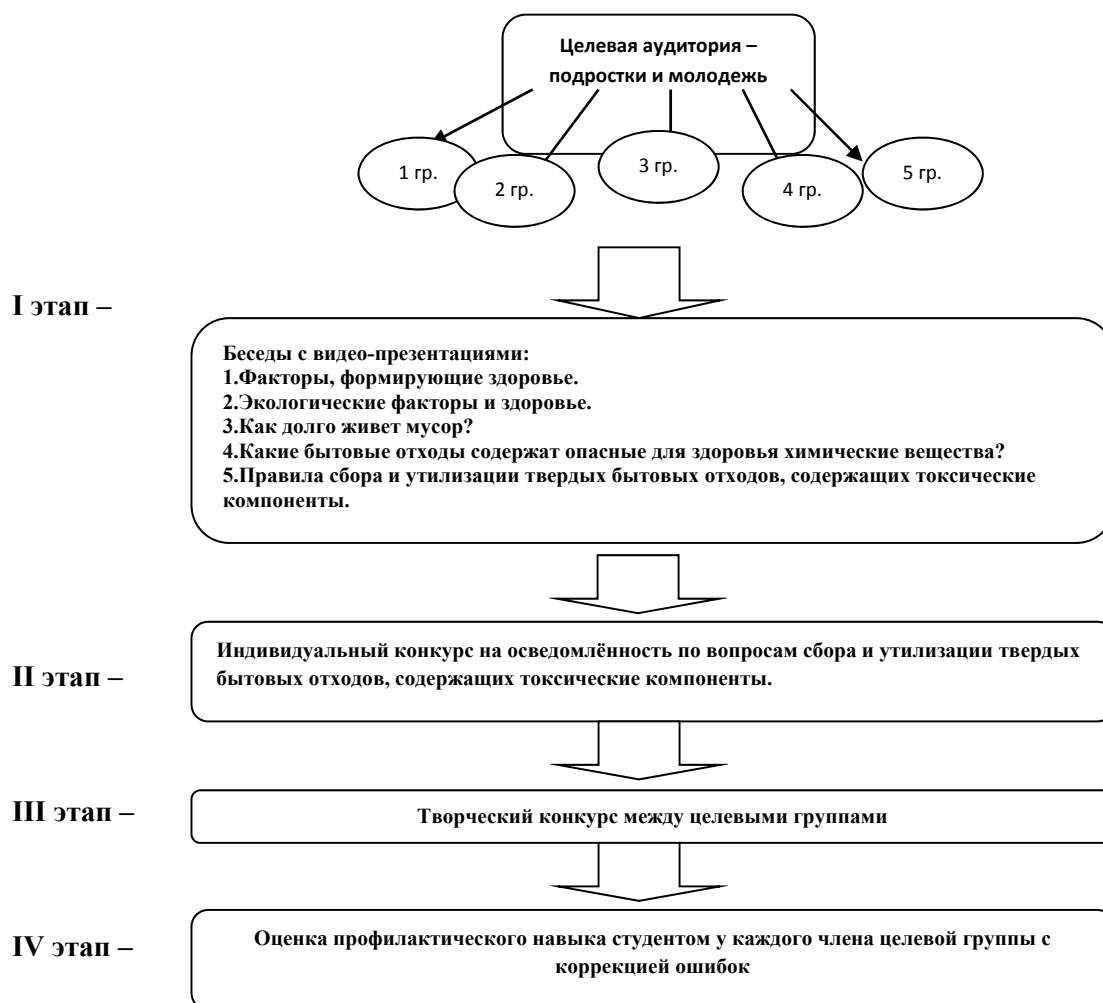 Целевая аудитория –
подростки и молодежь
1 гр.
2 гр.
3 гр.
4 гр.
5 гр.
I этап –
Беседы с видео-презентациями:
1.Факторы, формирующие здоровье.
2.Экологические факторы и здоровье.
3.Как долго живет мусор?
4.Какие бытовые отходы содержат опасные для здоровья химические вещества?
5.Правила сбора и утилизации твердых бытовых отходов, содержащих токсические
компоненты.
II этап –
Индивидуальный конкурс на осведомлённость по вопросам сбора и утилизации твердых
бытовых отходов, содержащих токсические компоненты.
III этап –
Творческий конкурс между целевыми группами
IV этап –
Оценка профилактического навыка студентом у каждого члена целевой группы с
коррекцией ошибок